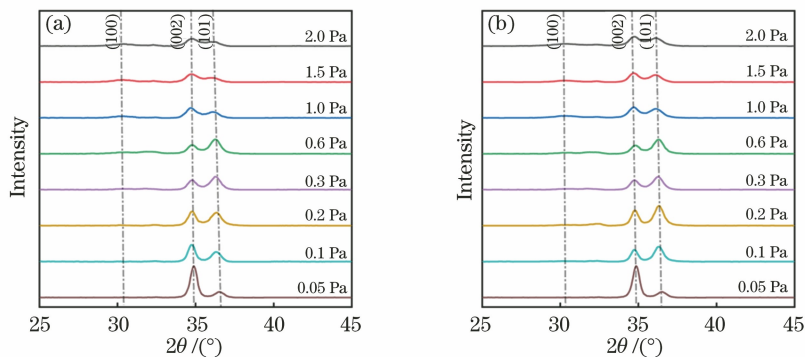 (a)
(100)
(002)
(101)
2.0 Pa
1.5 Pa
1.0 Pa
0.6 Pa
0.3 Pa
0.2 Pa
0.1 Pa
0.05 Pa
Intensity
25 30 35 40 45
2θ /(°)
(b)
(100)
(002)
(101)
2.0 Pa
1.5 Pa
1.0 Pa
0.6 Pa
0.3 Pa
0.2 Pa
0.1 Pa
0.05 Pa
Intensity
25 30 35 40 45
2θ /(°)